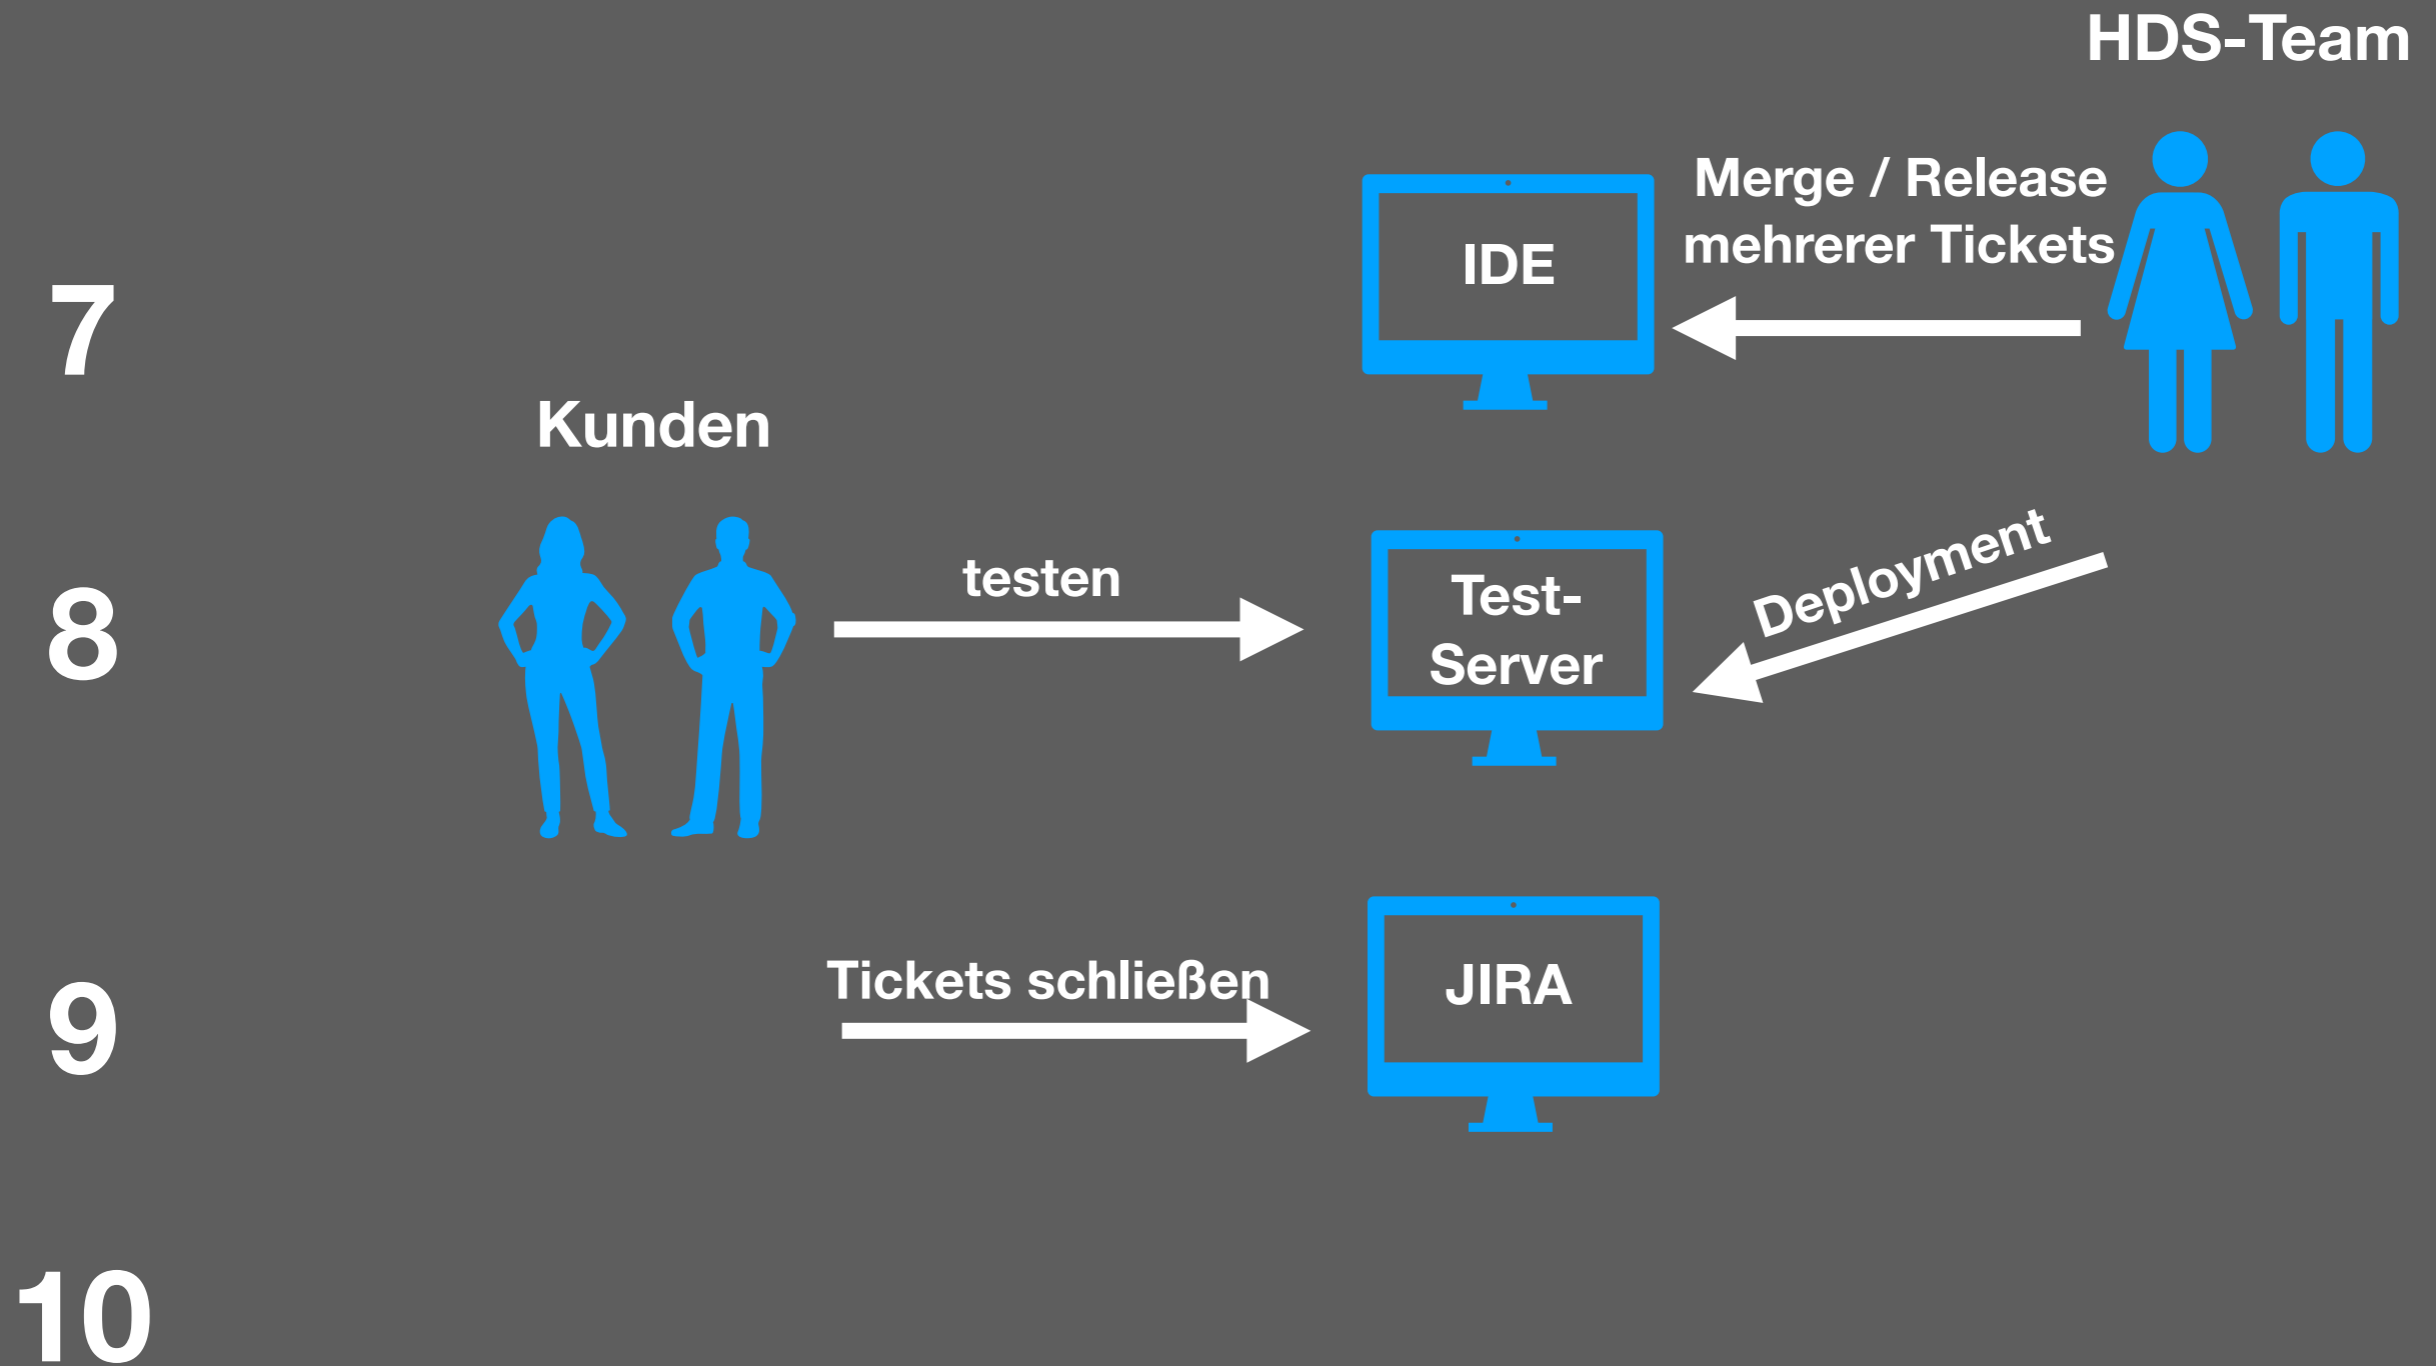 HDS-Team
Merge / Release
mehrerer Tickets
IDE
7
Kunden
testen
Test-
Server
Deployment
8
Tickets schließen
JIRA
9
10